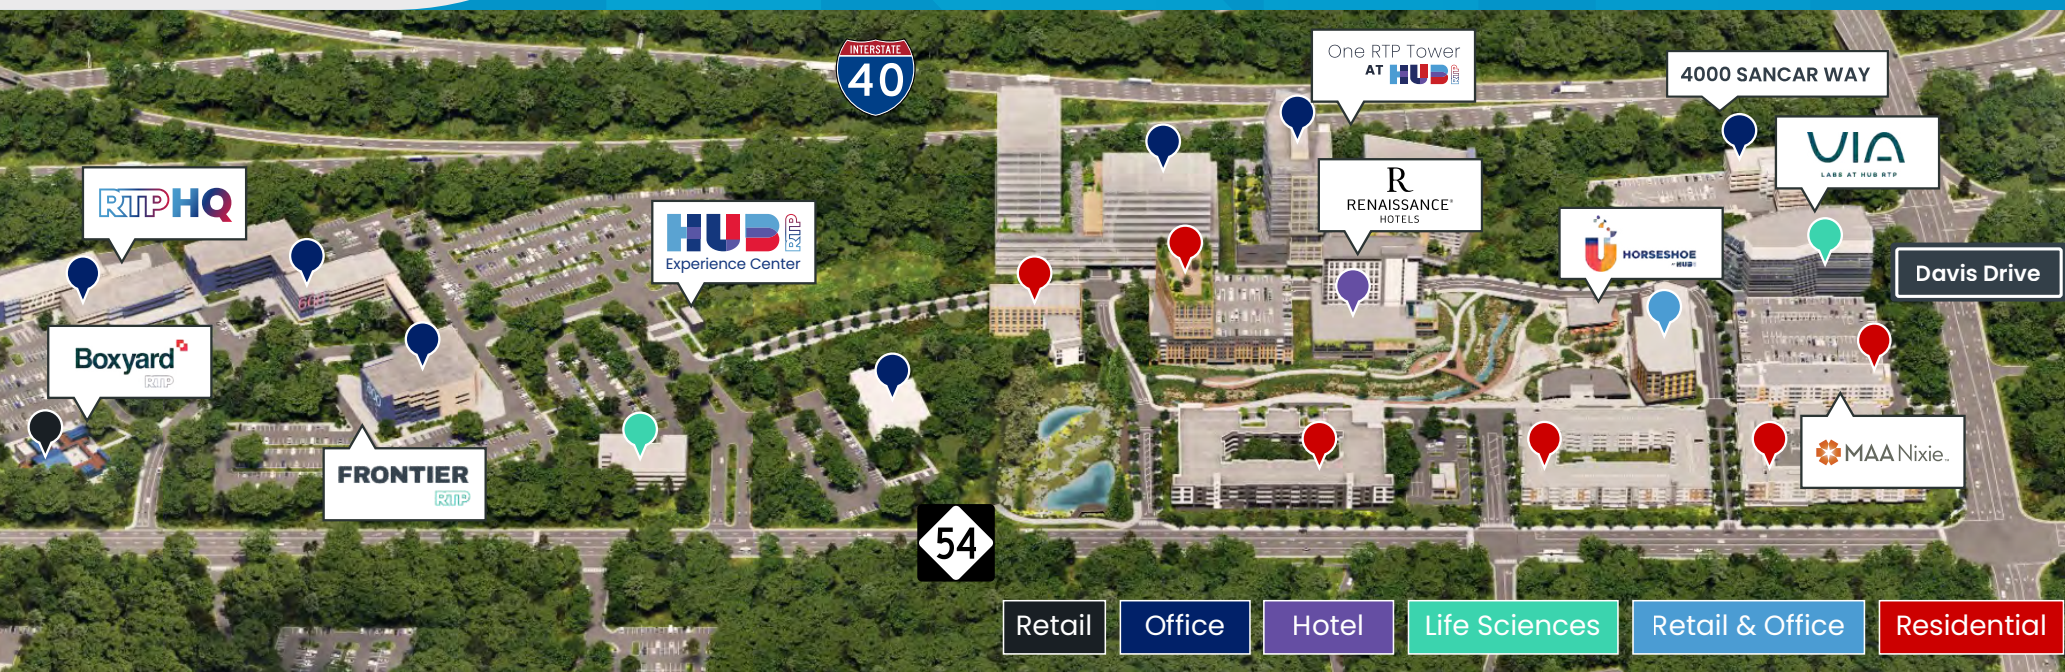 INTERSTATE
40
One RTP Tower
AT HUB RTP
4000 SANCAR WAY
VIA
LABS AT HUB RTP
RTP HQ
R
RENAISSANCE
HOTELS
HUB RTP
Experience Center
HORSESHOE
AT HUB
Davis Drive
600
Boxyard
RTP
FRONTIER
RTP
MAA Nixie
54
Retail
Office
Hotel
Life Sciences
Retail & Office
Residential